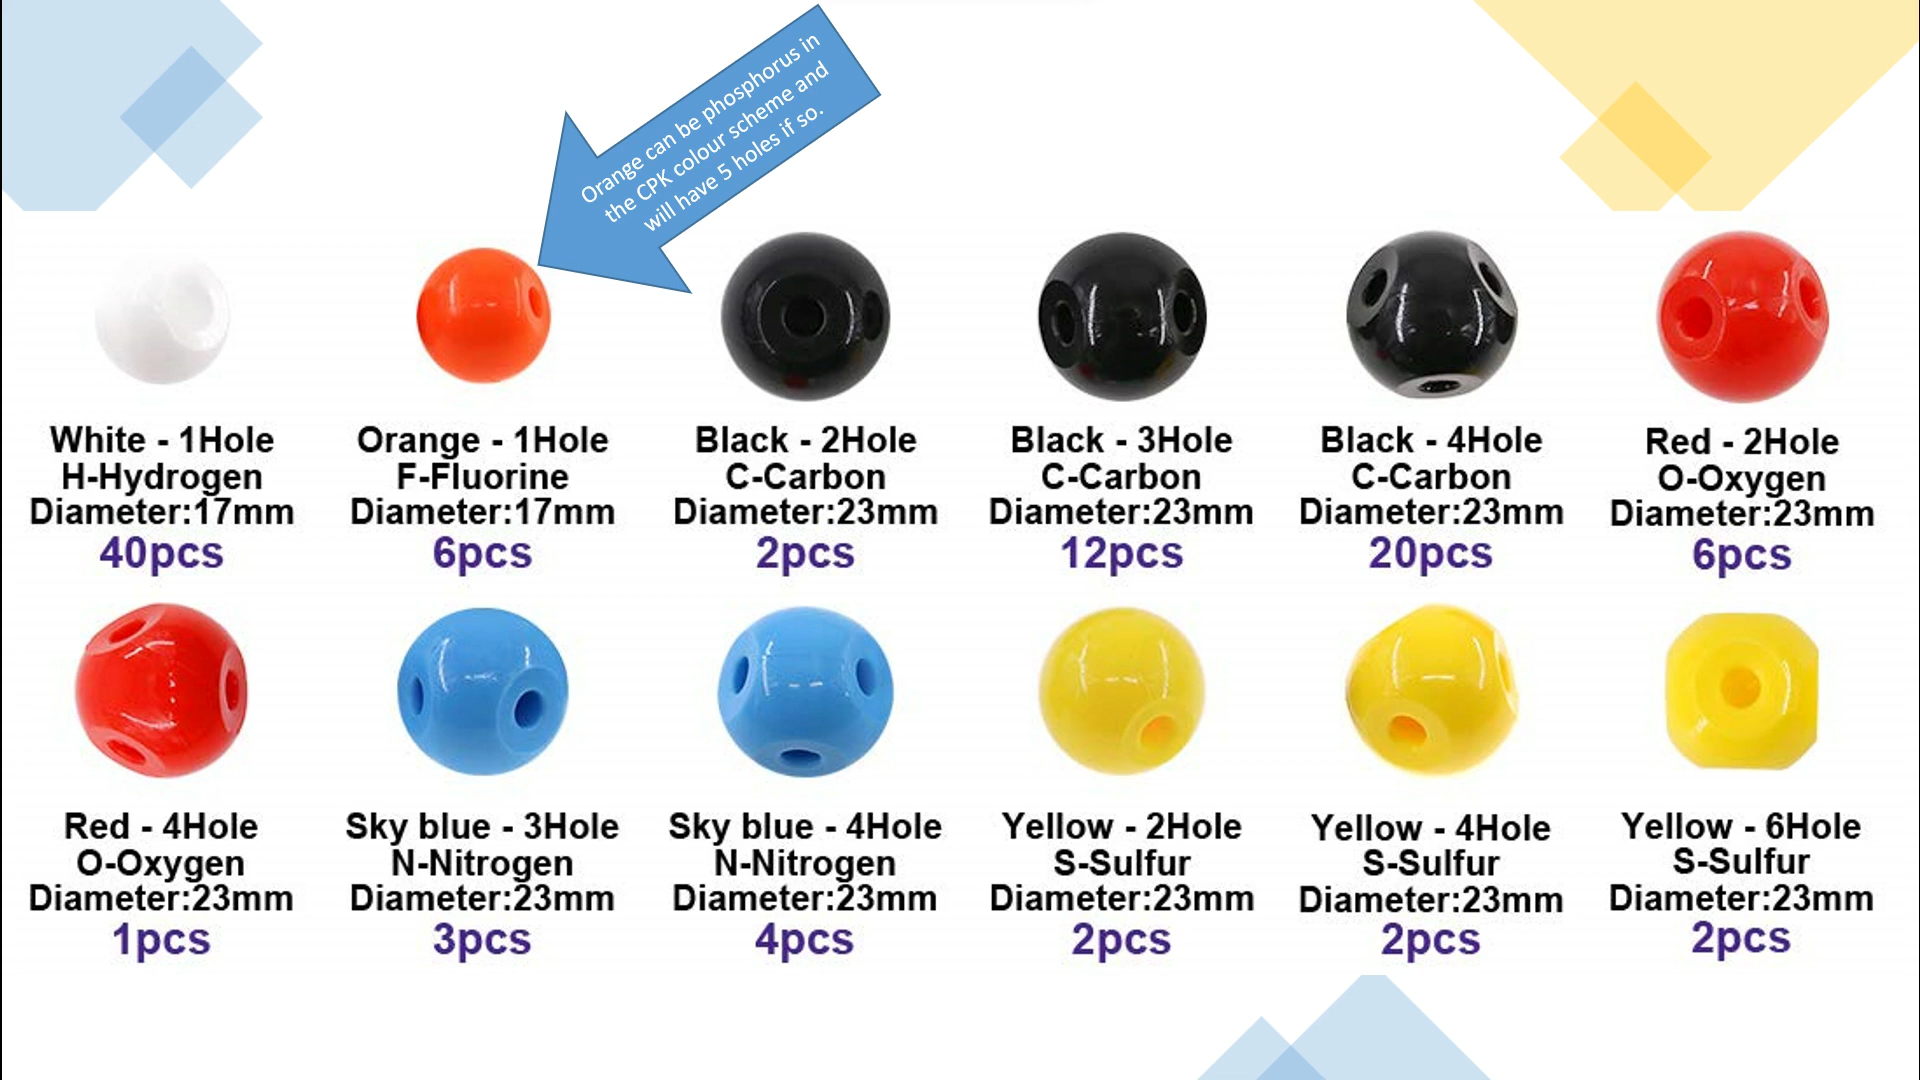 Orange can be phosphorus in
the CPK colour scheme and
will have 5 holes if so.
White - 1Hole
H-Hydrogen
Diameter:17mm
40pcs
Orange - 1Hole
F-Fluorine
Diameter:17mm
6pcs
Black - 2Hole
C-Carbon
Diameter:23mm
2pcs
Black - 3Hole
C-Carbon
Diameter:23mm
12pcs
Black - 4Hole
C-Carbon
Diameter:23mm
20pcs
Red - 2Hole
O-Oxygen
Diameter:23mm
6pcs
Red - 4Hole
O-Oxygen
Diameter:23mm
1pcs
Sky blue - 3Hole
N-Nitrogen
Diameter:23mm
3pcs
Sky blue - 4Hole
N-Nitrogen
Diameter:23mm
4pcs
Yellow - 2Hole
S-Sulfur
Diameter:23mm
2pcs
Yellow - 4Hole
S-Sulfur
Diameter:23mm
2pcs
Yellow - 6Hole
S-Sulfur
Diameter:23mm
2pcs